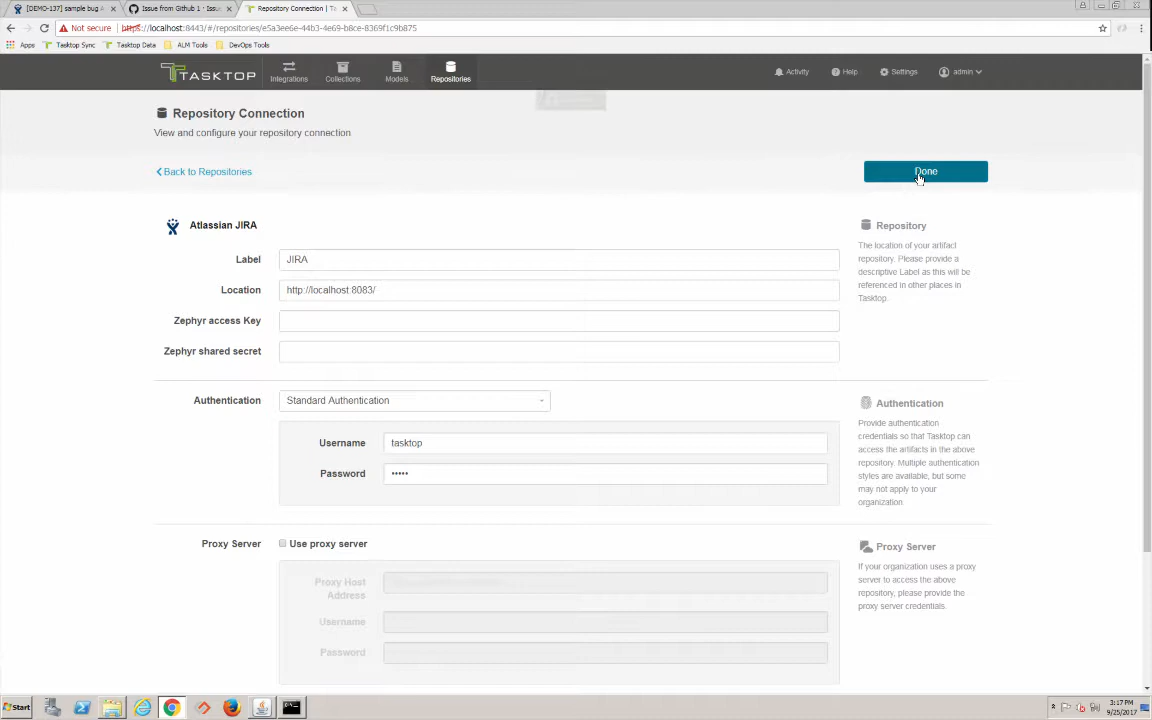 [DEMO-137] sample bug A
Issue from Github 1 · Issu
Repository Connection | T
Not secure
https://localhost:8443/#/repositories/e5a3ee6e-44b3-4e69-b8ce-8369f1c9b875
Apps
Tasktop Sync
Tasktop Data
ALM Tools
DevOps Tools
TASKTOP
Integrations
Collections
Models
Repositories
Activity
Help
Settings
admin
Repository Connection
View and configure your repository connection
Back to Repositories
Done
Atlassian JIRA
Label
JIRA
Location
http://localhost:8083/
Zephyr access Key
Zephyr shared secret
Repository
The location of your artifact
repository. Please provide a
descriptive Label as this will be
referenced in other places in
Tasktop.
Authentication
Standard Authentication
Username
tasktop
Password
•••••
Authentication
Provide authentication
credentials so that Tasktop can
access the artifacts in the above
repository. Multiple authentication
styles are available, but some
may not apply to your
organization.
Proxy Server
Use proxy server
Proxy Host
Address
Username
Password
Proxy Server
If your organization uses a proxy
server to access the above
repository, please provide the
proxy server credentials.
Start
3:17 PM
9/25/2017